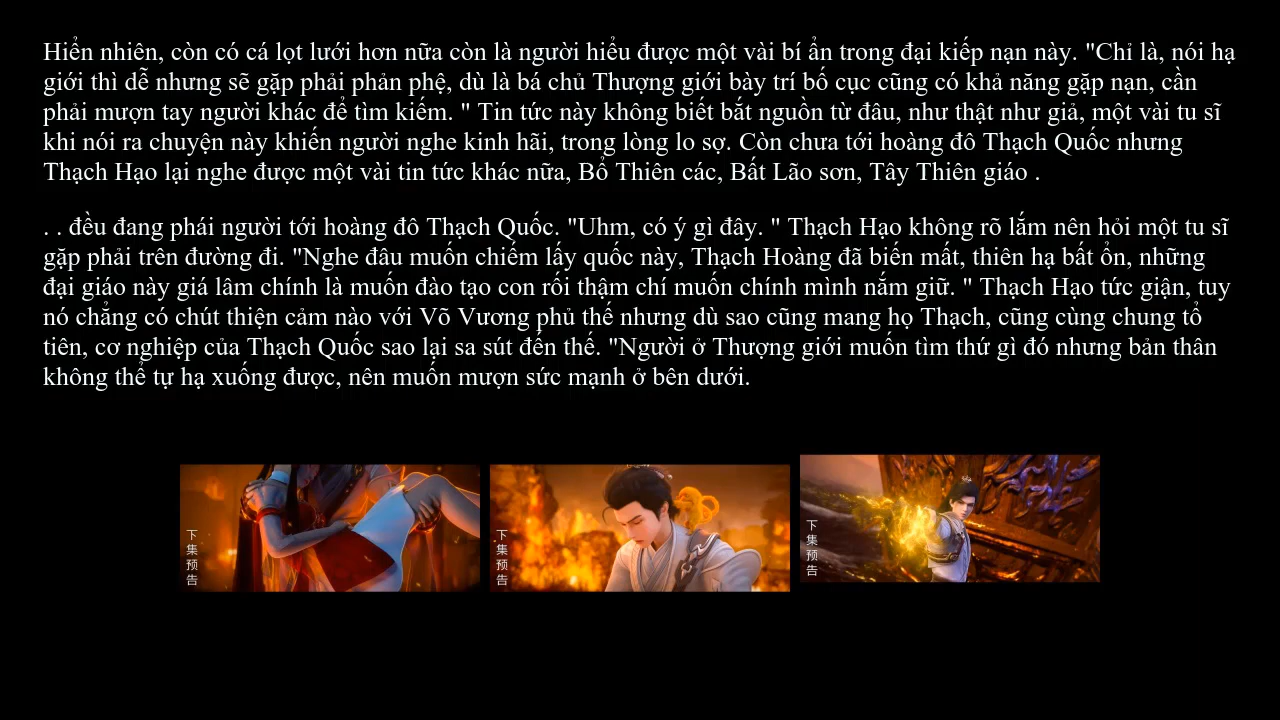 Hiển nhiên, còn có cá lọt lưới hơn nữa còn là người hiểu được một vài bí ẩn trong đại kiếp nạn này. "Chỉ là, nói hạ
giới thì dễ nhưng sẽ gặp phải phản phệ, dù là bá chủ Thượng giới bày trí bố cục cũng có khả năng gặp nạn, cần
phải mượn tay người khác để tìm kiếm. " Tin tức này không biết bắt nguồn từ đâu, như thật như giả, một vài tu sĩ
khi nói ra chuyện này khiến người nghe kinh hãi, trong lòng lo sợ. Còn chưa tới hoàng đô Thạch Quốc nhưng
Thạch Hạo lại nghe được một vài tin tức khác nữa, Bổ Thiên các, Bất Lão sơn, Tây Thiên giáo .
. . đều đang phái người tới hoàng đô Thạch Quốc. "Uhm, có ý gì đây. " Thạch Hạo không rõ lắm nên hỏi một tu sĩ
gặp phải trên đường đi. "Nghe đâu muốn chiếm lấy quốc này, Thạch Hoàng đã biến mất, thiên hạ bất ổn, những
đại giáo này giá lâm chính là muốn đào tạo con rối thậm chí muốn chính mình nắm giữ. " Thạch Hạo tức giận, tuy
nó chẳng có chút thiện cảm nào với Võ Vương phủ thế nhưng dù sao cũng mang họ Thạch, cũng cùng chung tổ
tiên, cơ nghiệp của Thạch Quốc sao lại sa sút đến thế. "Người ở Thượng giới muốn tìm thứ gì đó nhưng bản thân
không thể tự hạ xuống được, nên muốn mượn sức mạnh ở bên dưới.
下集预告
下集预告
下集预告